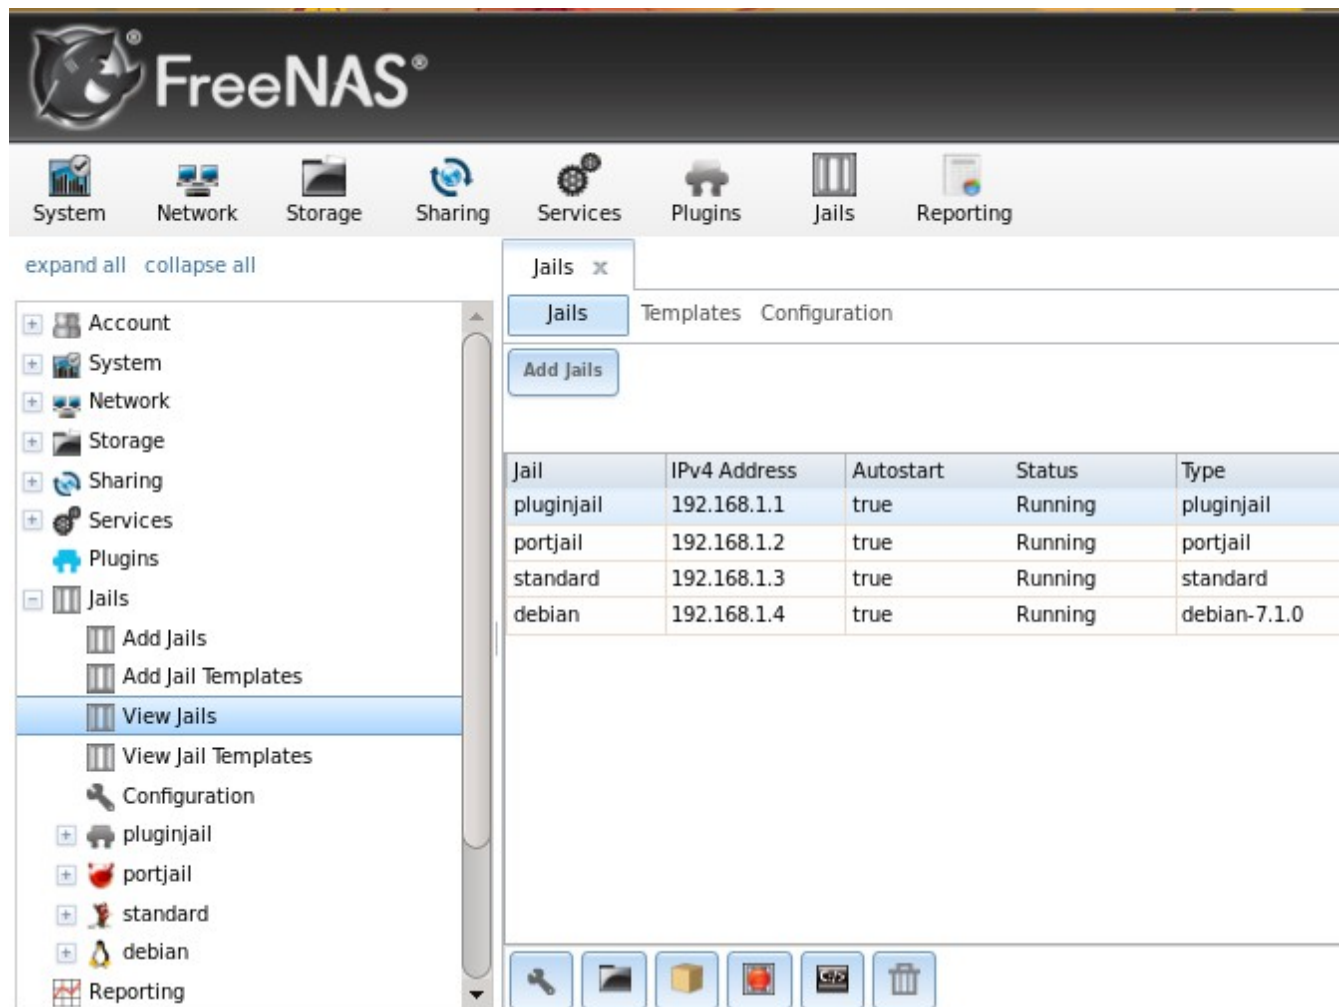 FreeNAS®
System Network Storage Sharing Services Plugins Jails Reporting
expand all collapse all
Account
System
Network
Storage
Sharing
Services
Plugins
Jails
Add Jails
Add Jail Templates
View Jails
View Jail Templates
Configuration
pluginjail
portjail
standard
debian
Reporting
Jails x
Jails Templates Configuration
Add Jails
Jail IPv4 Address Autostart Status Type
pluginjail 192.168.1.1 true Running pluginjail
portjail 192.168.1.2 true Running portjail
standard 192.168.1.3 true Running standard
debian 192.168.1.4 true Running debian-7.1.0